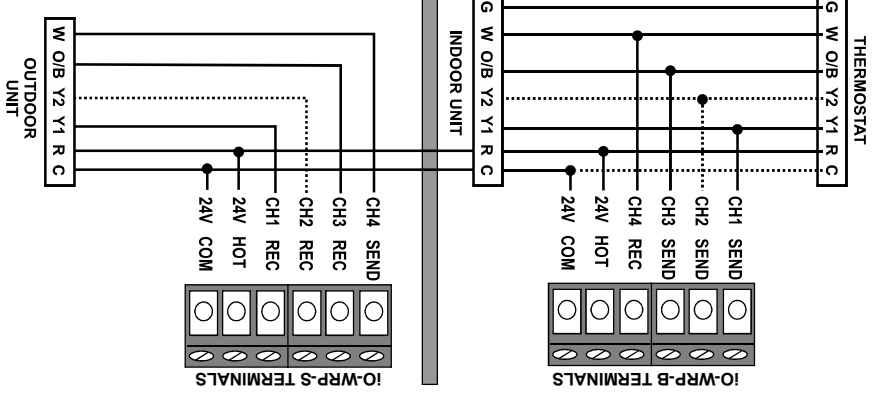 OUTDOOR
UNIT
W
O/B
Y2
Y1
R
C
INDOOR UNIT
G
W
O/B
Y2
Y1
R
C
G
W
O/B
Y2
Y1
R
C
THERMOSTAT
24V COM
24V HOT
CH1 REC
CH2 REC
CH3 REC
CH4 SEND
24V COM
24V HOT
CH4 REC
CH3 SEND
CH2 SEND
CH1 SEND
iO-WRP-S TERMINALS
iO-WRP-B TERMINALS